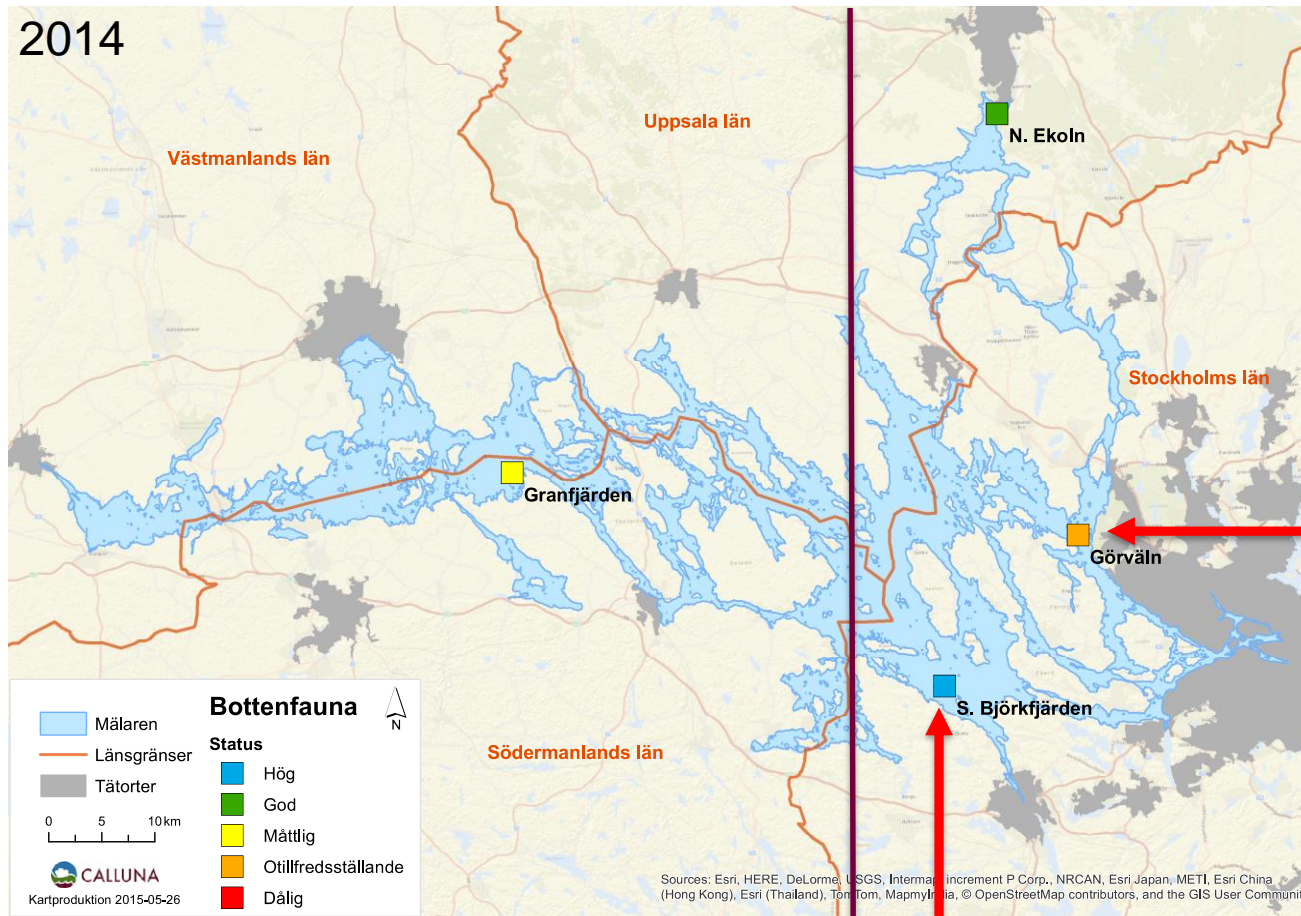 2014
Uppsala län
N. Ekoln
Västmanlands län
Stockholms län
Granfjärden
Görväln
S. Björkfjärden
Södermanlands län
Mälaren
Länsgränser
Tätorter
0 5 10 km
CALLUNA
Kartproduktion 2015-05-26
Bottenfauna
N
Status
Hög
God
Måttlig
Otillfredsställande
Dålig
Sources: Esri, HERE, DeLorme, USGS, Intermap, increment P Corp., NRCAN, Esri Japan, METI, Esri China
(Hong Kong), Esri (Thailand), TomTom, MapmyIndia, © OpenStreetMap contributors, and the GIS User Communit